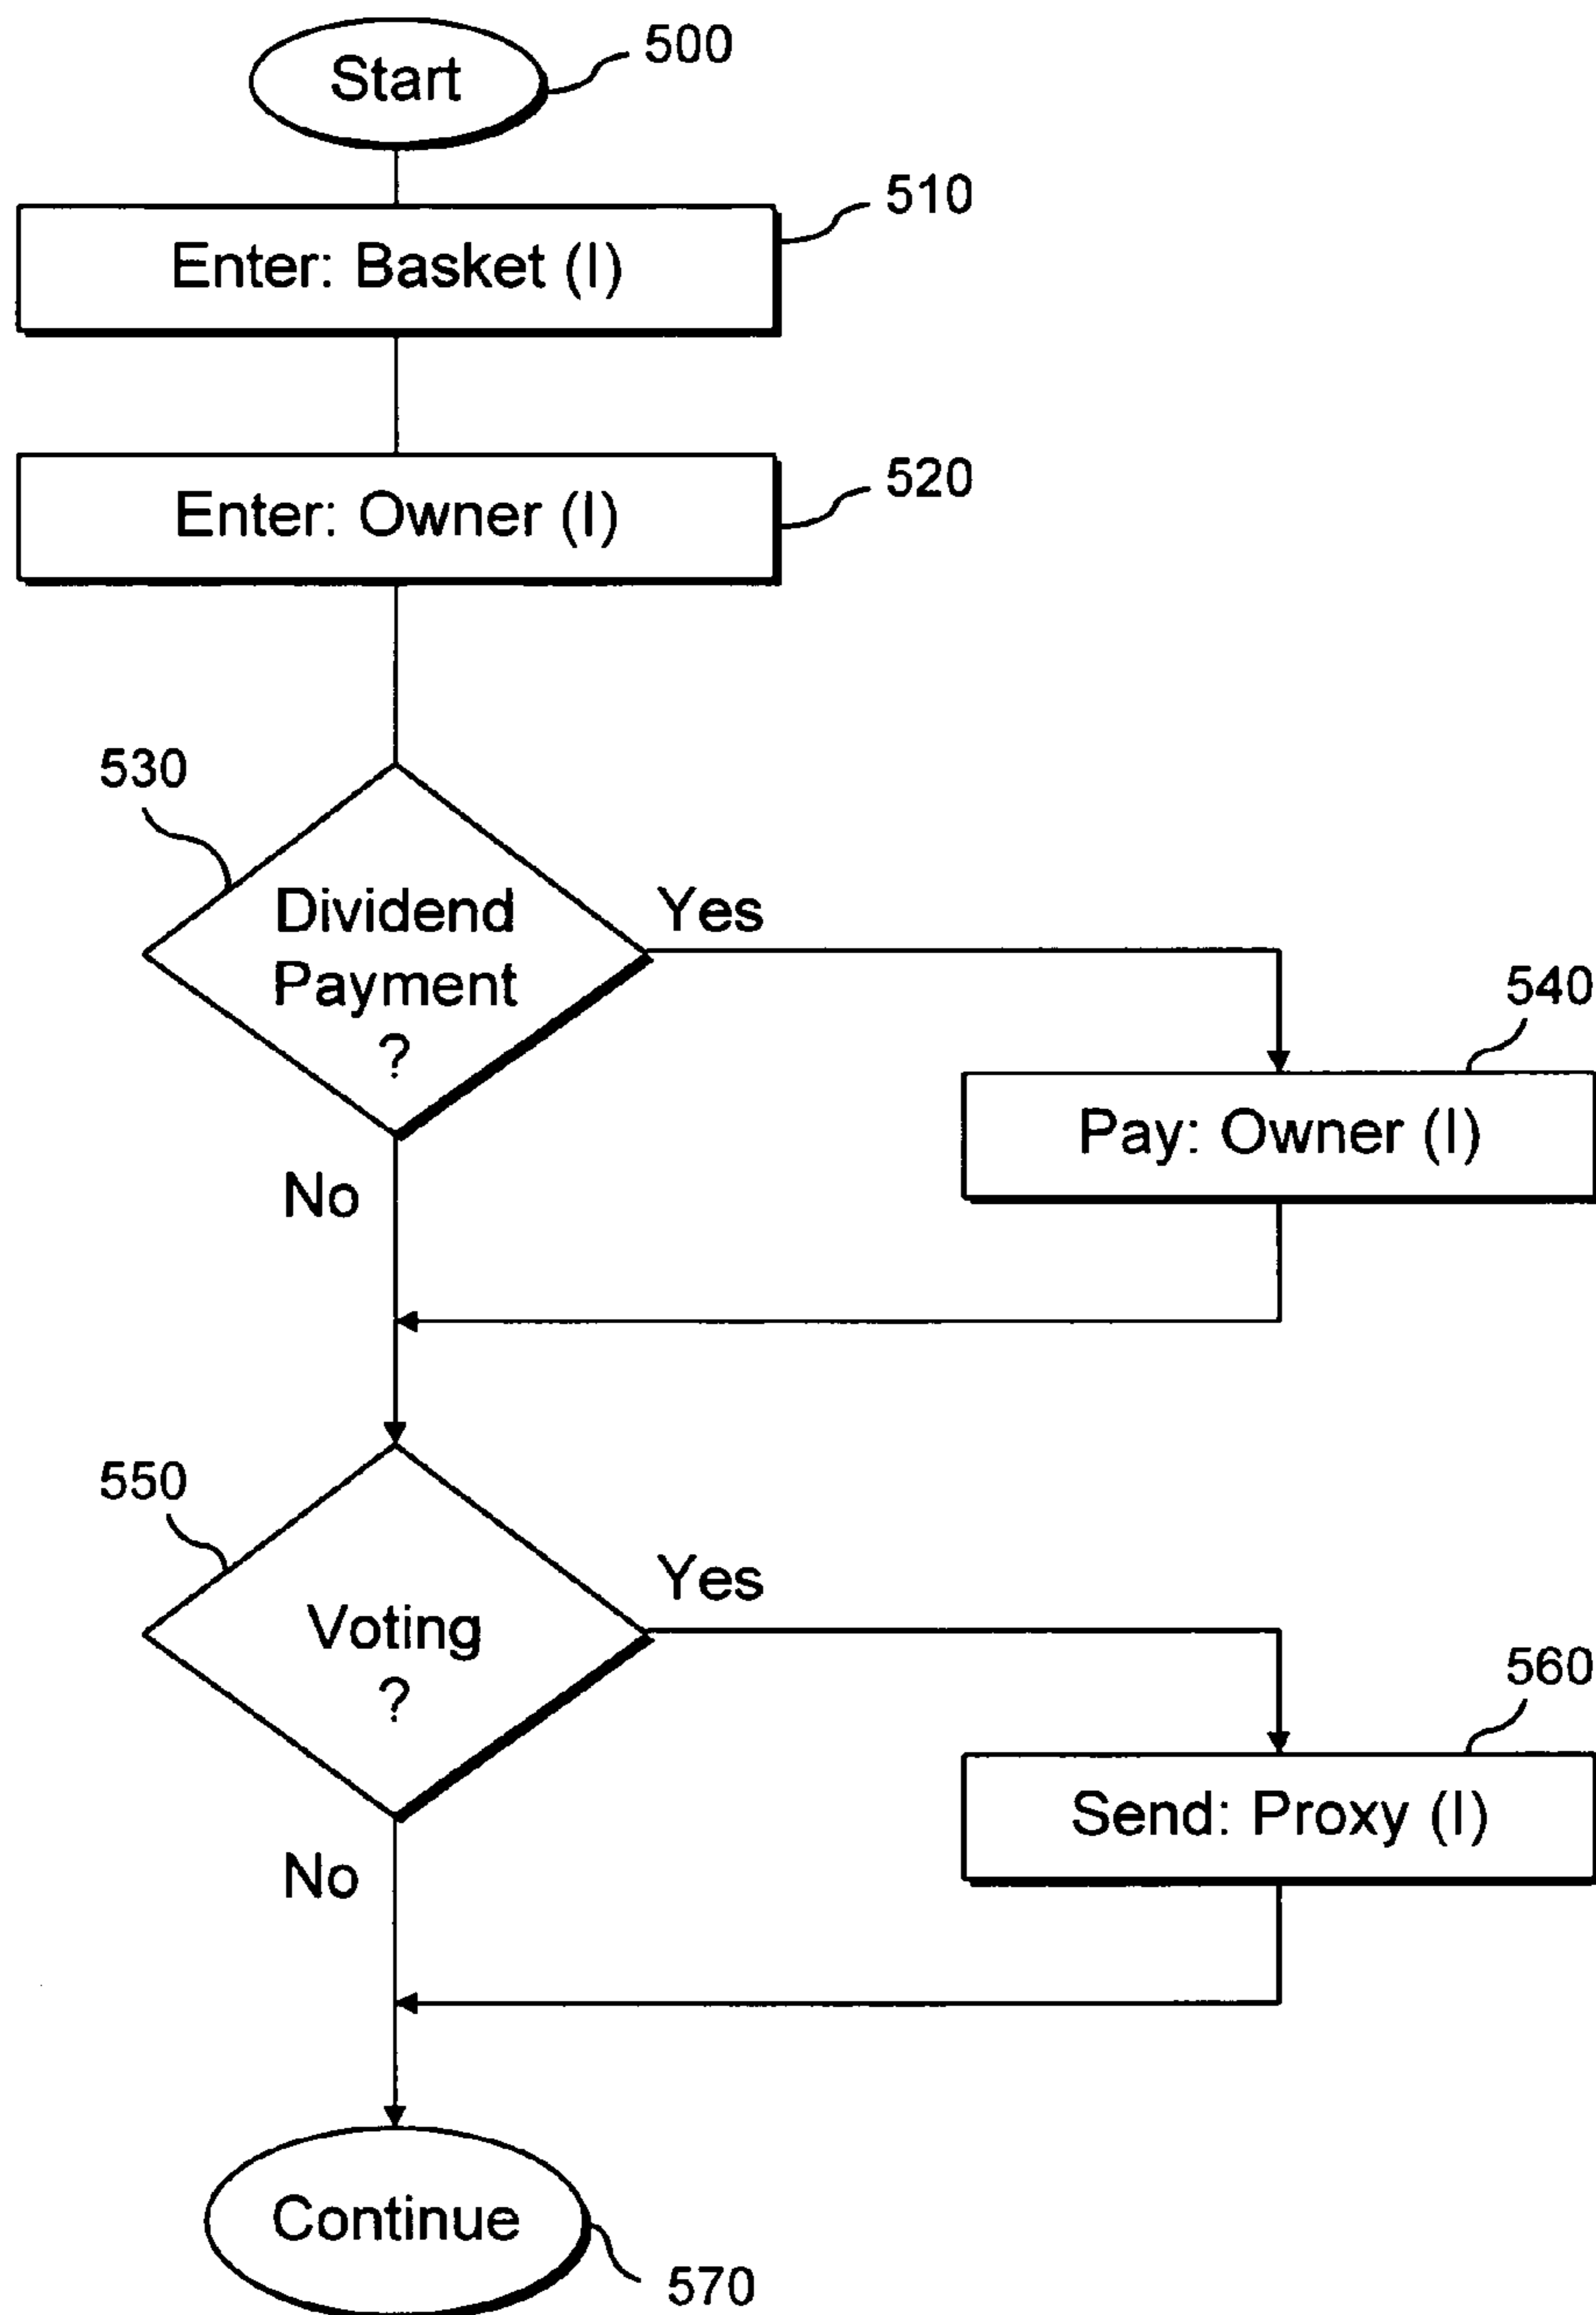 Start
500
510
Enter: Basket (I)
520
Enter: Owner (I)
530
Dividend
Payment
?
Yes
540
Pay: Owner (I)
No
550
Voting
?
Yes
560
Send: Proxy (I)
No
Continue
570